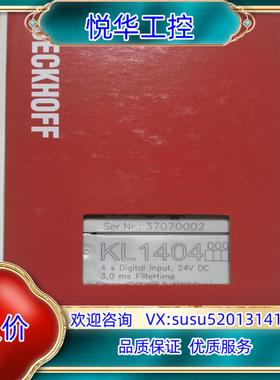 悦华工控
BECKHOFF
Ser.Nr.: 37070002
KL1404
4 x Digital Input, 24V DC
3,0 ms Filtertime
价
欢迎咨询 VX:susu52013141
品质保证 优质服务